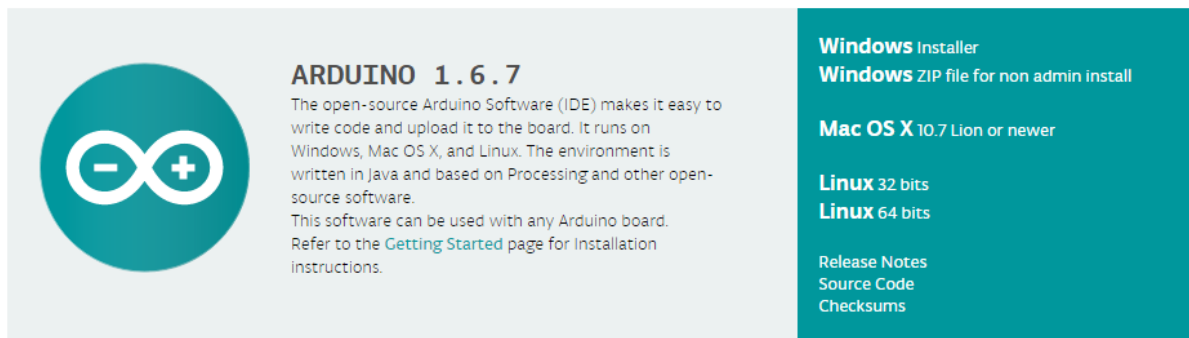 ARDUINO 1.6.7
The open-source Arduino Software (IDE) makes it easy to
write code and upload it to the board. It runs on
Windows, Mac OS X, and Linux. The environment is
written in Java and based on Processing and other open-
source software.
This software can be used with any Arduino board.
Refer to the Getting Started page for Installation
instructions.
Windows Installer
Windows ZIP file for non admin install
Mac OS X 10.7 Lion or newer
Linux 32 bits
Linux 64 bits
Release Notes
Source Code
Checksums